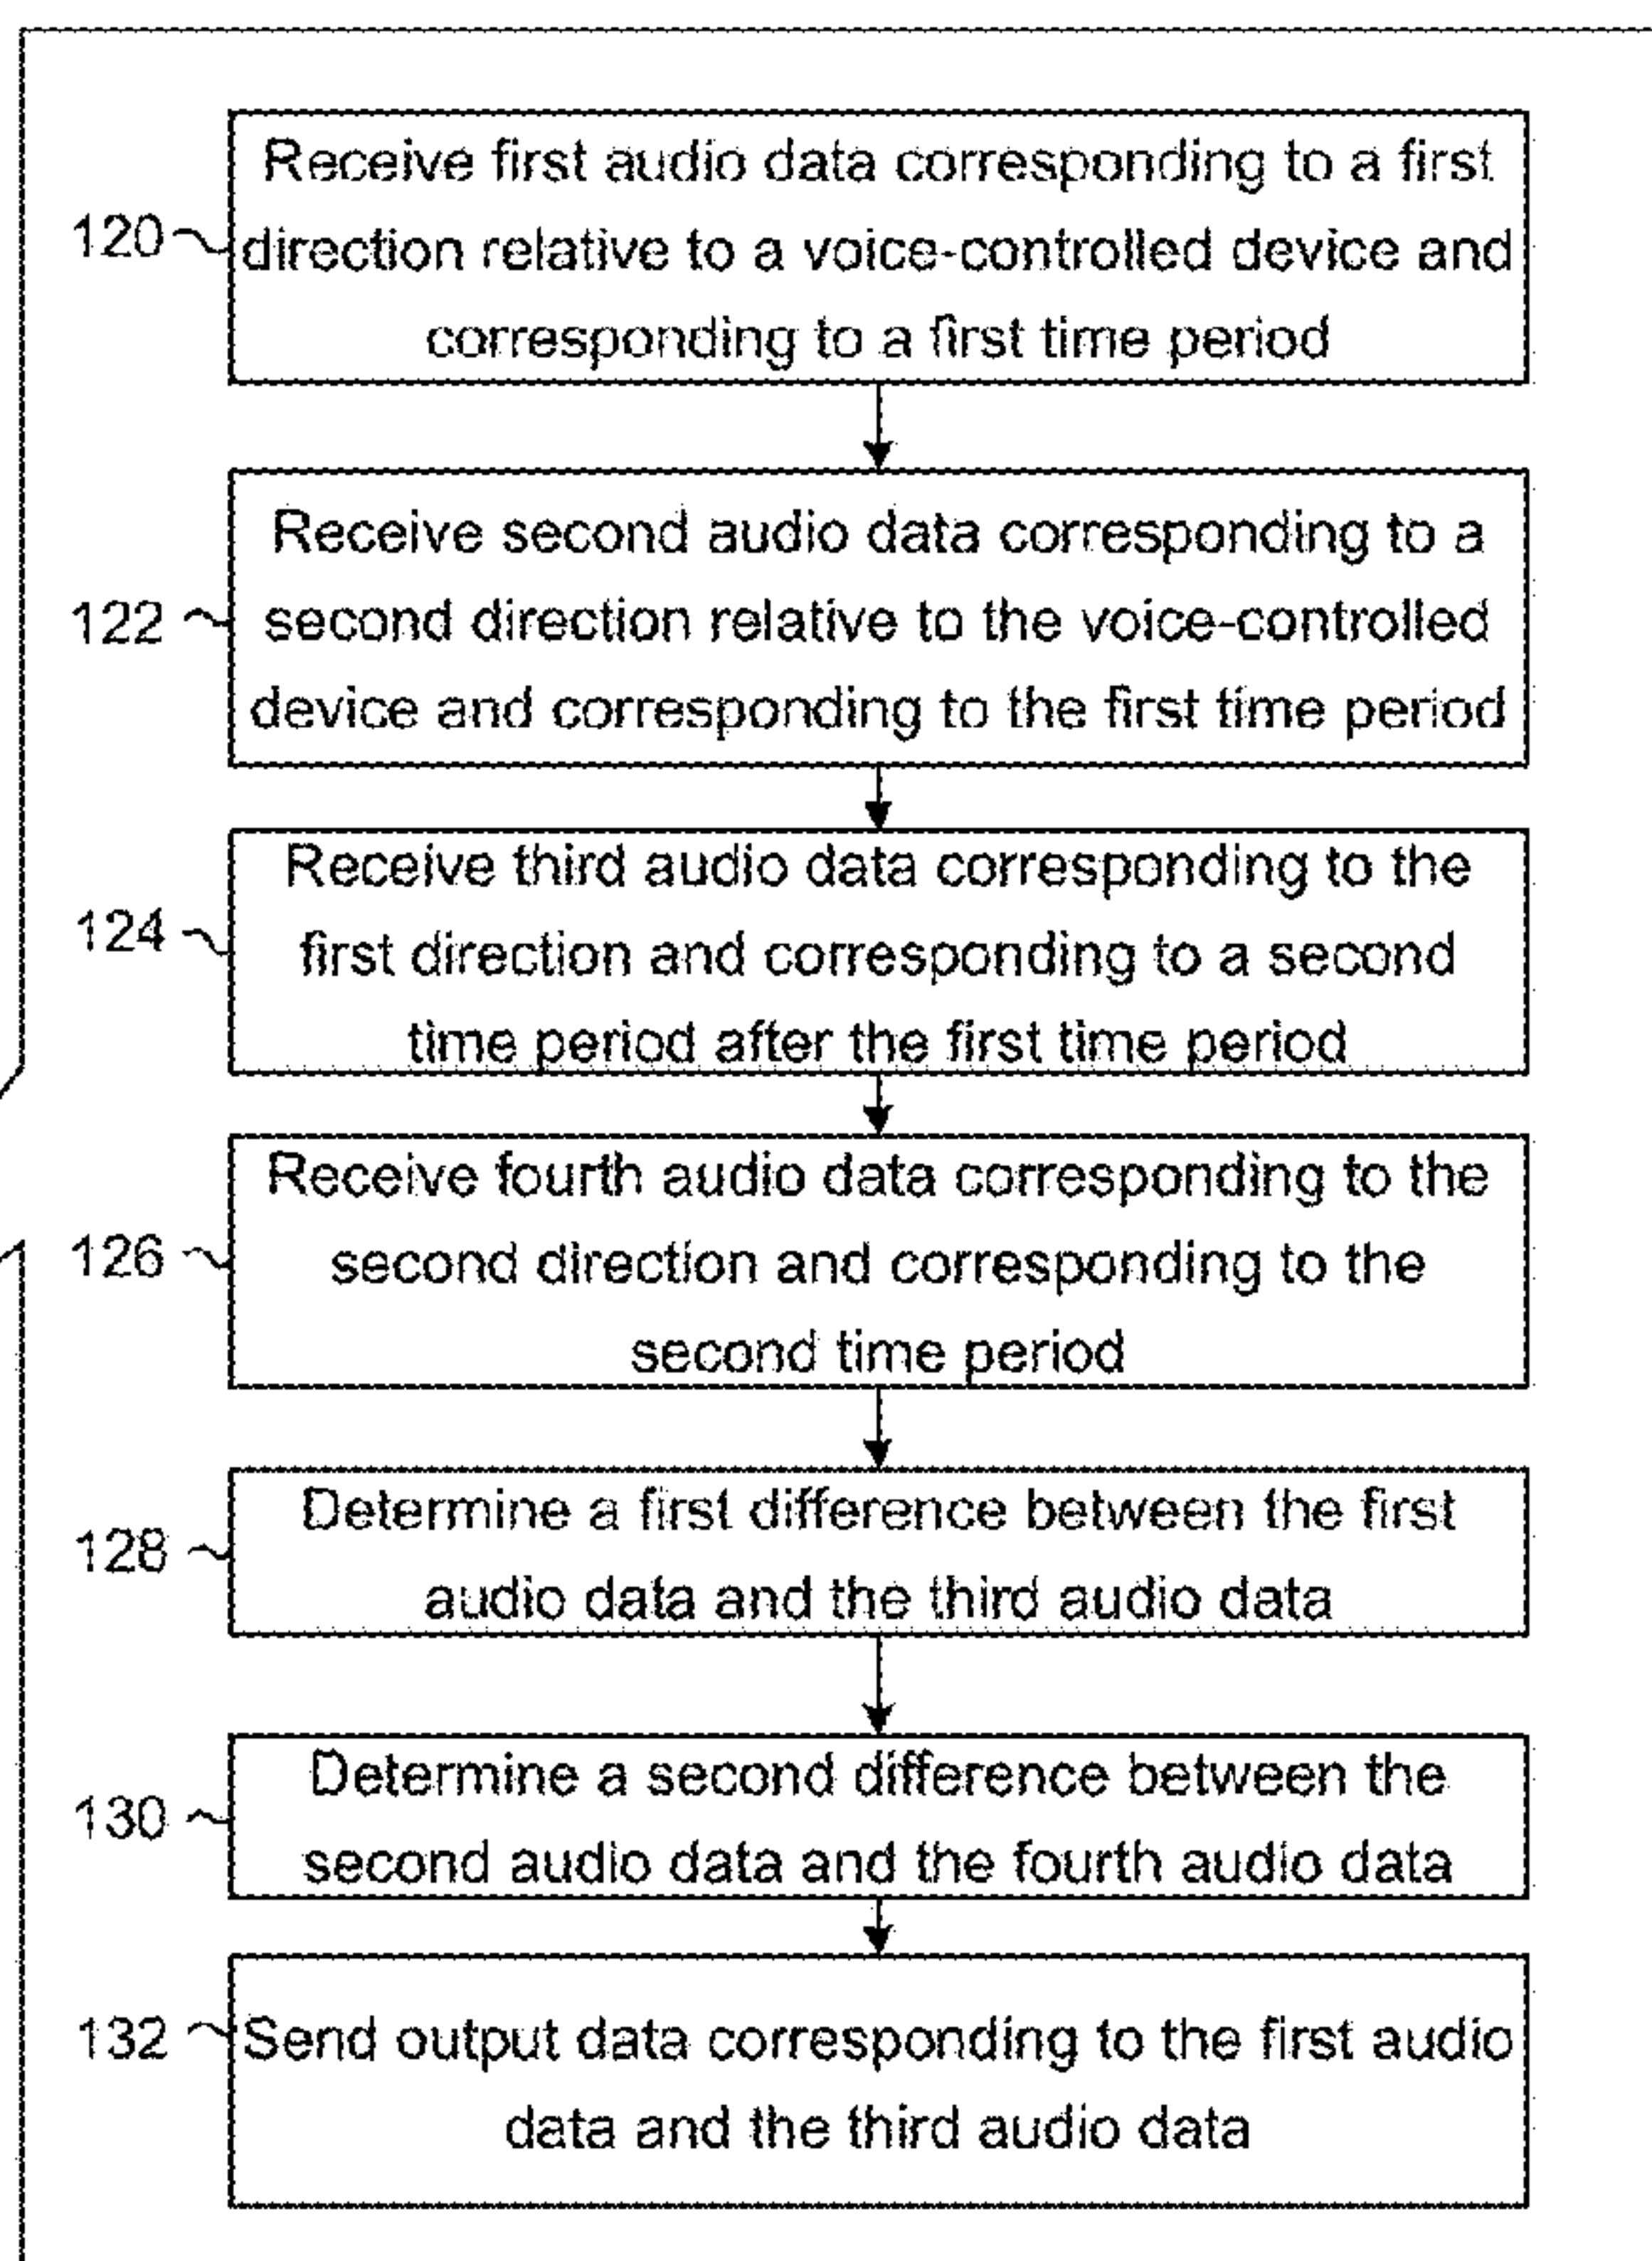 Receive first audio data corresponding to a first
120
direction relative to a voice-controlled device and
corresponding to a first time period
Receive second audio data corresponding to a
122
second direction relative to the voice-controlled
device and corresponding to the first time period
Receive third audio data corresponding to the
124
first direction and corresponding to a second
time period after the first time period
Receive fourth audio data corresponding to the
126
second direction and corresponding to the
second time period
Determine a first difference between the first
128
audio data and the third audio data
Determine a second difference between the
130
second audio data and the fourth audio data
132
Send output data corresponding to the first audio
data and the third audio data